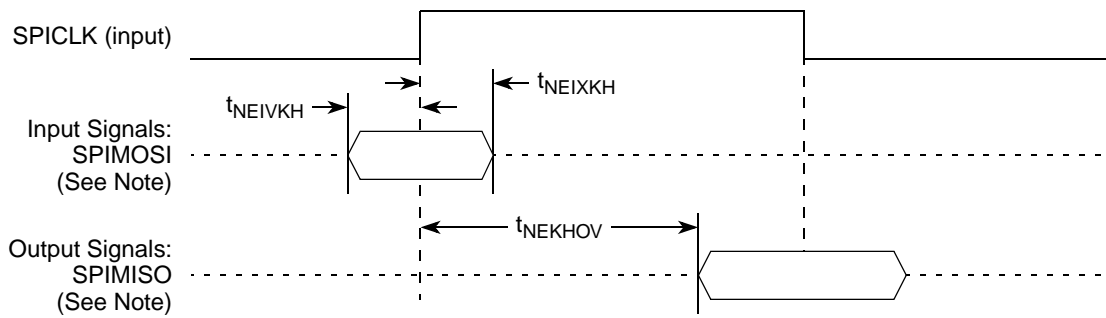 SPICLK (input)
tNEIXKH
tNEIVKH
Input Signals:
SPIMOSI
(See Note)
tNEKHOV
Output Signals:
SPIMISO
(See Note)